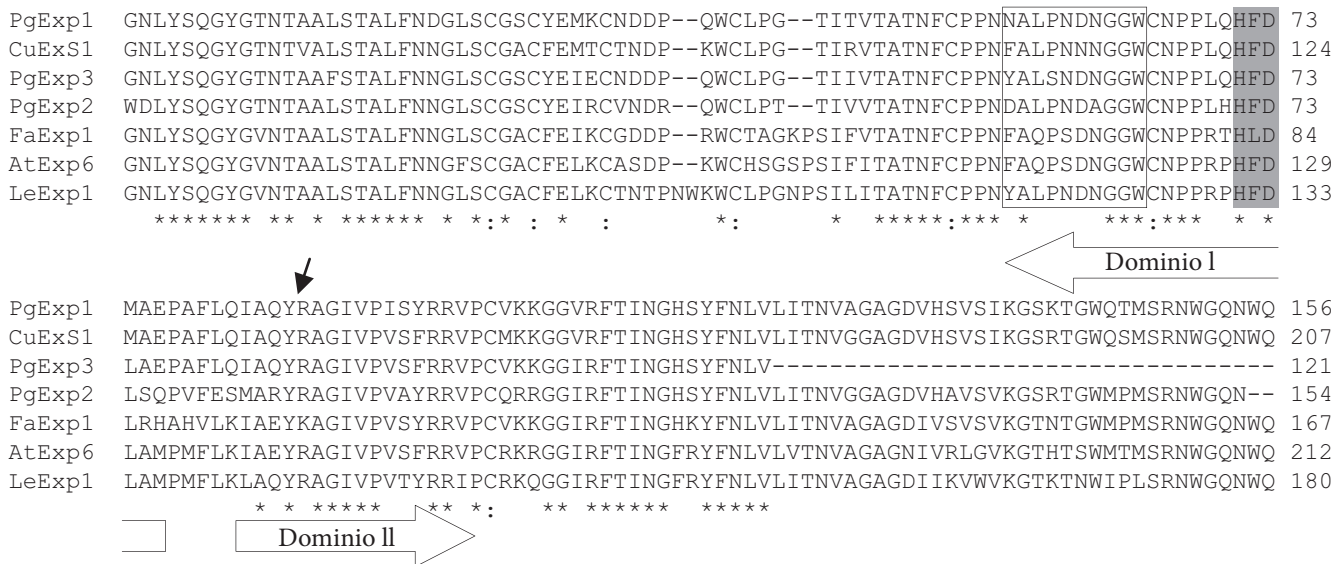 PgExp1 GNLYSQGYGTNTAALSTALFNDGLSCGSCYEMKCNDDP--QWCLPG--TITVTATNFCPPNNALPNDNGGWCNPPLQHFD 73
CuExS1 GNLYSQGYGTNTVALSTALFNNGLSCGACFEMTCTNDP--KWCLPG--TIRVTATNFCPPNFALPNNNGGWCNPPLQHFD 124
PgExp3 GNLYSQGYGTNTAAFSTALFNNGLSCGSCYEIECNDDP--QWCLPG--TIIVTATNFCPPNYALSNDNGGWCNPPLQHFD 73
PgExp2 WDLYSQGYGTNTAALSTALFNNGLSCGSCYEIRCVNDR--QWCLPT--TIVVTATNFCPPNDALPNDAGGWCNPPLHHFD 73
FaExp1 GNLYSQGYGVNTAALSTALFNNGLSCGACFEIKCGDDP--RWCTAGKPSIFVTATNFCPPNFAQPSDNGGWCNPPRTHLD 84
AtExp6 GNLYSQGYGVNTAALSTALFNNGFSCGACFELKCASDP--KWCHSGSPSIFITATNFCPPNFAQPSDNGGWCNPPRPHFD 129
LeExp1 GNLYSQGYGVNTAALSTALFNNGLSCGACFELKCTNTPNWKWCLPGNPSILITATNFCPPNYALPNDNGGWCNPPRPHFD 133
******* ** * ****** * *:* : * : *: * *****:*** * ***:*** * *
Dominio l
PgExp1 MAEPAFLQIAQYRAGIVPISYRRVPCVKKGGVRFTINGHSYFNLVLITNVAGAGDVHSVSIKGSKTGWQTMSRNWGQNWQ 156
CuExS1 MAEPAFLQIAQYRAGIVPVSFRRVPCMKKGGVRFTINGHSYFNLVLITNVGGAGDVHSVSIKGSRTGWQSMSRNWGQNWQ 207
PgExp3 LAEPAFLQIAQYRAGIVPVSFRRVPCVKKGGIRFTINGHSYFNLV----------------------------------- 121
PgExp2 LSQPVFESMARYRAGIVPVAYRRVPCQRRGGIRFTINGHSYFNLVLITNVGGAGDVHAVSVKGSRTGWMPMSRNWGQN-- 154
FaExp1 LRHAHVLKIAEYKAGIVPVSFRRVPCVKKGGIRFTINGHKYFNLVLITNVAGAGDIVSVSVKGTNTGWMPMSRNWGQNWQ 167
AtExp6 LAMPMFLKIAEYRAGIVPVSFRRVPCRKRGGIRFTINGFRYFNLVLVTNVAGAGNIVRLGVKGTHTSWMTMSRNWGQNWQ 212
LeExp1 LAMPMFLKLAQYRAGIVPVTYRRIPCRKQGGIRFTINGFRYFNLVLITNVAGAGDIIKVWVKGTKTNWIPLSRNWGQNWQ 180
* * ***** ** *: ** ****** *****
Dominio ll